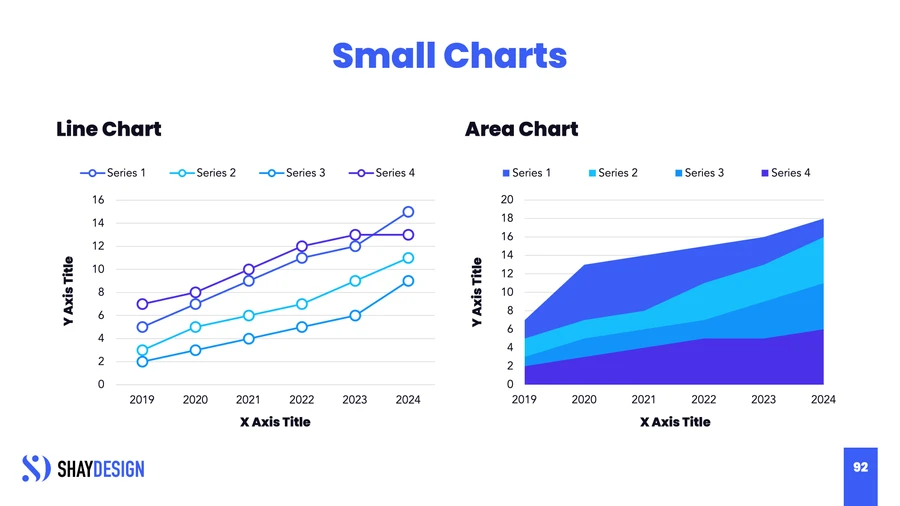 Small Charts
Line Chart
Series 1 Series 2 Series 3 Series 4
16
14
12
10
8
6
4
2
0
Y Axis Title
2019 2020 2021 2022 2023 2024
X Axis Title
Area Chart
Series 1 Series 2 Series 3 Series 4
20
18
16
14
12
10
8
6
4
2
0
Y Axis Title
2019 2020 2021 2022 2023 2024
X Axis Title
SHAYDESIGN
92